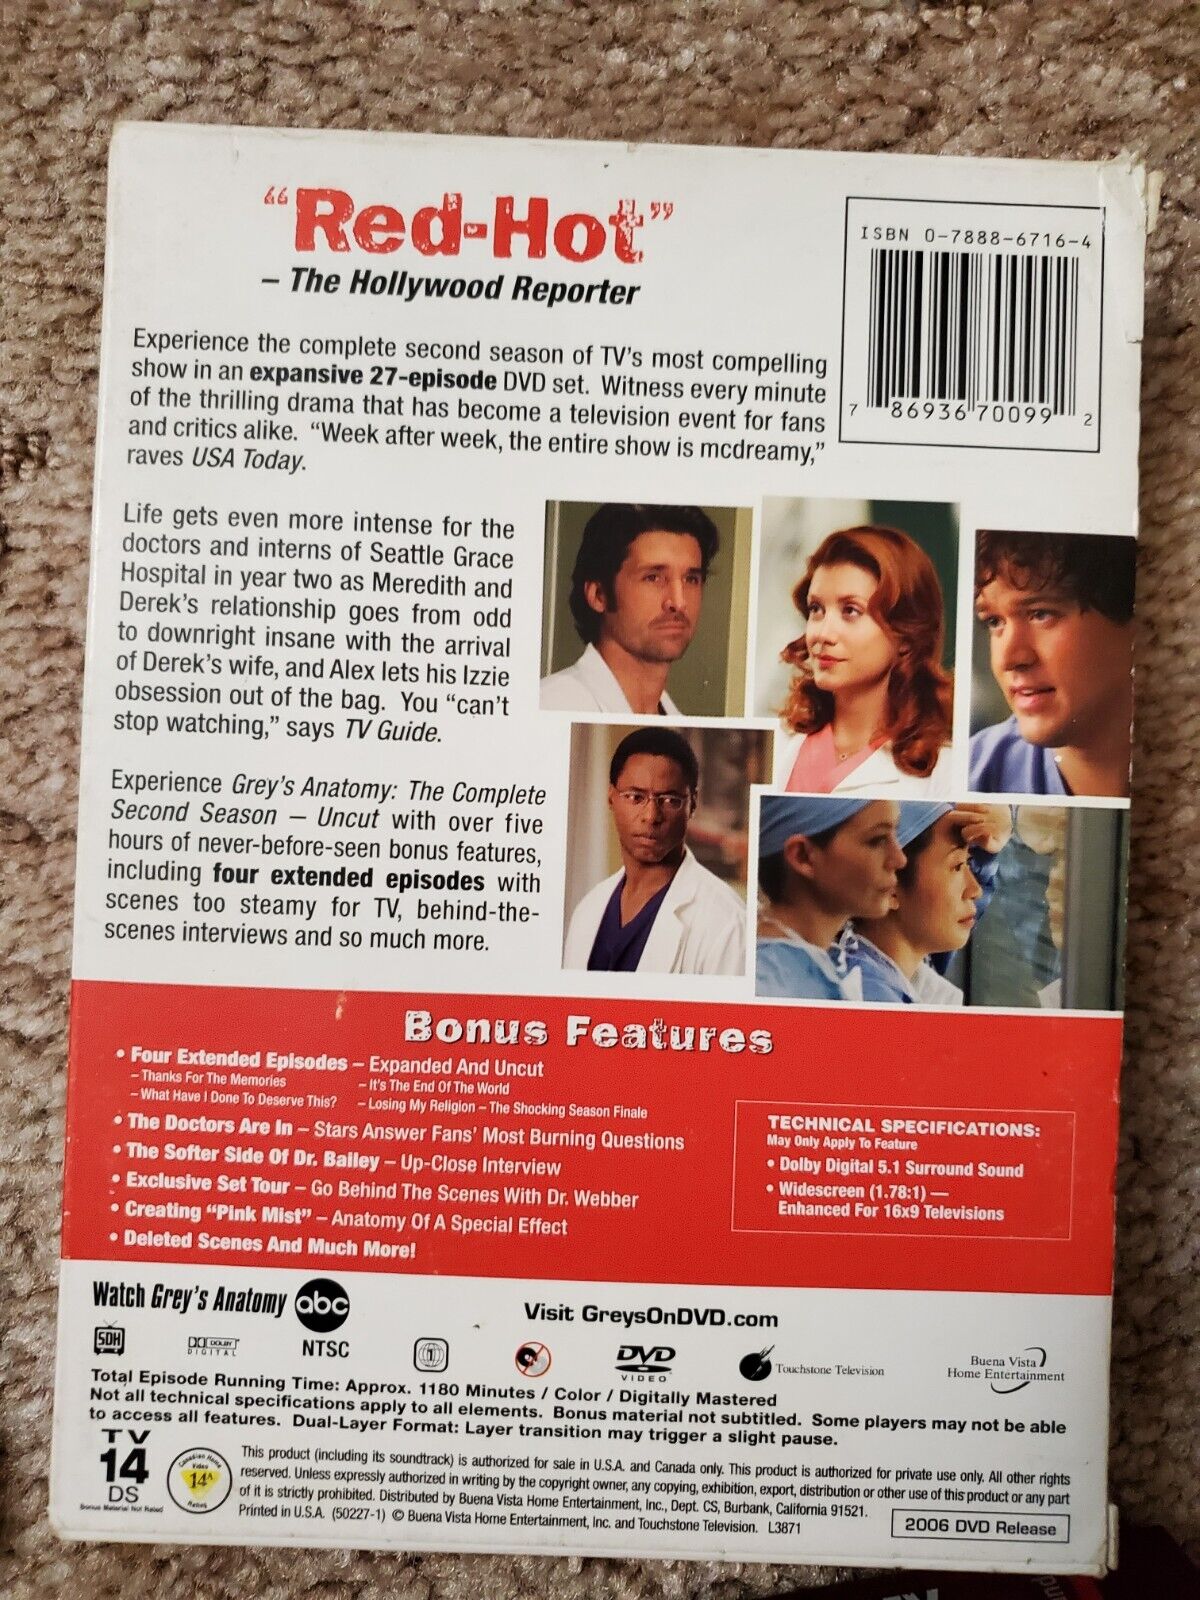 “Red-Hot”
– The Hollywood Reporter
ISBN 0-7888-6716-4
7 86936 70099 2
Experience the complete second season of TV's most compelling
show in an expansive 27-episode DVD set. Witness every minute
of the thrilling drama that has become a television event for fans
and critics alike. “Week after week, the entire show is mcdreamy,”
raves USA Today.
Life gets even more intense for the
doctors and interns of Seattle Grace
Hospital in year two as Meredith and
Derek's relationship goes from odd
to downright insane with the arrival
of Derek's wife, and Alex lets his Izzie
obsession out of the bag. You “can't
stop watching,” says TV Guide.
Experience Grey's Anatomy: The Complete
Second Season – Uncut with over five
hours of never-before-seen bonus features,
including four extended episodes with
scenes too steamy for TV, behind-the-
scenes interviews and so much more.
Bonus Features
• Four Extended Episodes – Expanded And Uncut
– Thanks For The Memories – It's The End Of The World
– What Have I Done To Deserve This? – Losing My Religion – The Shocking Season Finale
• The Doctors Are In – Stars Answer Fans' Most Burning Questions
• The Softer Side Of Dr. Bailey – Up-Close Interview
• Exclusive Set Tour – Go Behind The Scenes With Dr. Webber
• Creating “Pink Mist” – Anatomy Of A Special Effect
• Deleted Scenes And Much More!
TECHNICAL SPECIFICATIONS:
May Only Apply To Feature
• Dolby Digital 5.1 Surround Sound
• Widescreen (1.78:1) —
Enhanced For 16x9 Televisions
Watch Grey's Anatomy abc
Visit GreysOnDVD.com
SDH DOLBY DIGITAL NTSC 1 DVD VIDEO Touchstone Television Buena Vista Home Entertainment
Total Episode Running Time: Approx. 1180 Minutes / Color / Digitally Mastered
Not all technical specifications apply to all elements. Bonus material not subtitled. Some players may not be able
to access all features. Dual-Layer Format: Layer transition may trigger a slight pause.
TV
14
DS
Bonus Material Not Rated
Canadian Home Video 14A
This product (including its soundtrack) is authorized for sale in U.S.A. and Canada only. This product is authorized for private use only. All other rights
reserved. Unless expressly authorized in writing by the copyright owner, any copying, exhibition, export, distribution or other use of this product or any part
of it is strictly prohibited. Distributed by Buena Vista Home Entertainment, Inc., Dept. CS, Burbank, California 91521.
Printed in U.S.A. (50227-1) © Buena Vista Home Entertainment, Inc. and Touchstone Television. L3871
2006 DVD Release